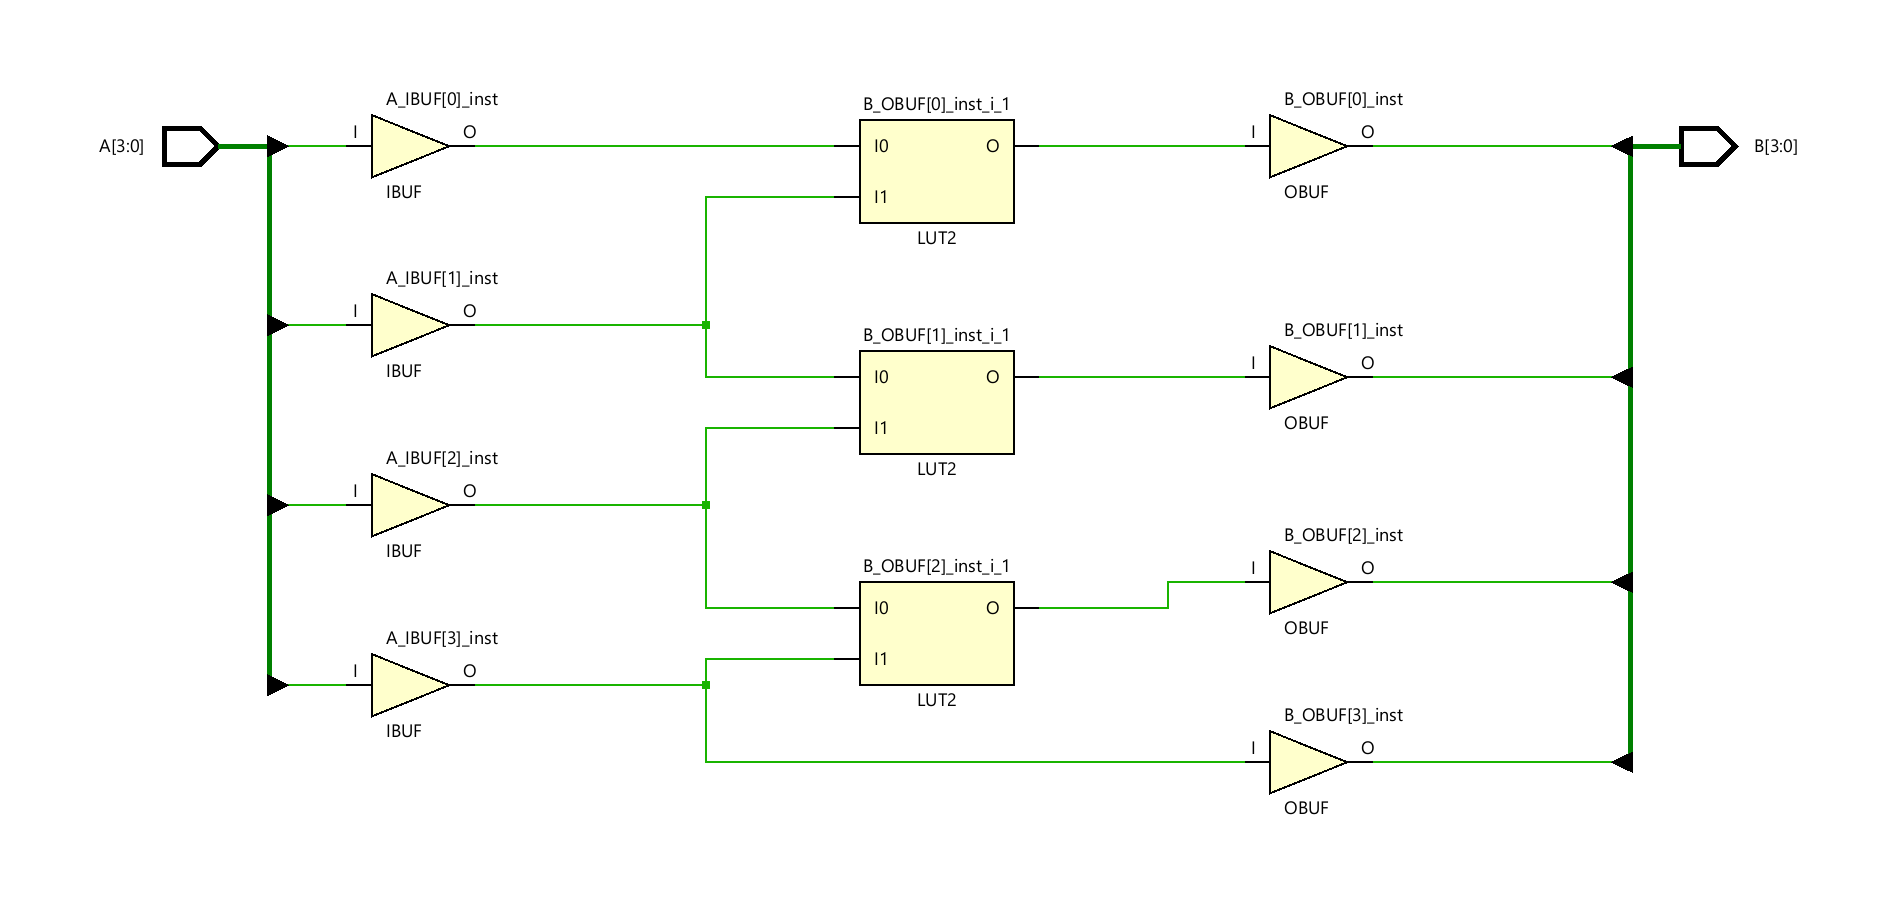 A_IBUF[0]_inst
B_OBUF[0]_inst_i_1
B_OBUF[0]_inst
A[3:0]
I
O
I0
O
I
O
B[3:0]
IBUF
I1
OBUF
LUT2
A_IBUF[1]_inst
I
O
IBUF
B_OBUF[1]_inst_i_1
B_OBUF[1]_inst
I0
O
I
O
I1
OBUF
LUT2
A_IBUF[2]_inst
I
O
IBUF
B_OBUF[2]_inst_i_1
B_OBUF[2]_inst
I0
O
I
O
I1
OBUF
LUT2
A_IBUF[3]_inst
I
O
IBUF
B_OBUF[3]_inst
I
O
OBUF